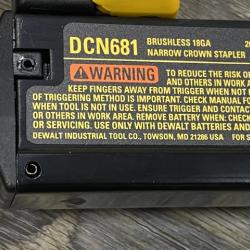 DCN681 BRUSHLESS 18GA
NARROW CROWN STAPLER
WARNING TO REDUCE THE RISK O
IN WORK AREA
KEEP FINGERS AWAY FROM TRIGGER WHEN NOT
OF TRIGGERING METHOD IS IMPORTANT. CHECK MANUAL FO
WHEN TOOL IS NOT IN USE. ENSURE TRIGGER AND CONTACT
OR OTHERS IN WORK AREA. REMOVE BATTERY WHEN: CHECK
OR SERVICING. USE ONLY WITH DEWALT BATTERIES AND
DEWALT INDUSTRIAL TOOL CO., TOWSON, MD 21286 USA FOR S